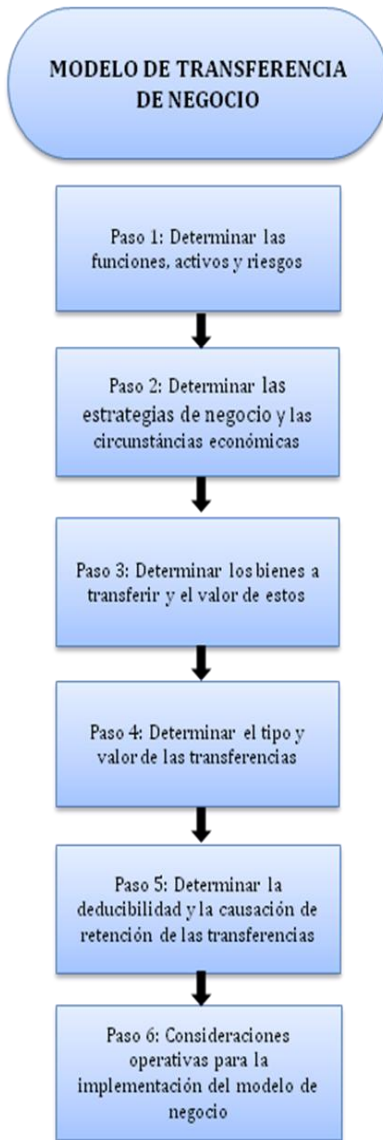 MODELO DE TRANSFERENCIA
DE NEGOCIO
Paso 1: Determinar las
funciones, activos y riesgos
Paso 2: Determinar las
estrategias de negocio y las
circunstáncias económicas
Paso 3: Determinar los bienes a
transferir y el valor de estos
Paso 4: Determinar el tipo y
valor de las transferencias
Paso 5: Determinar la
deducibilidad y la causación de
retención de las transferencias
Paso 6: Consideraciones
operativas para la
implementación del modelo de
negocio